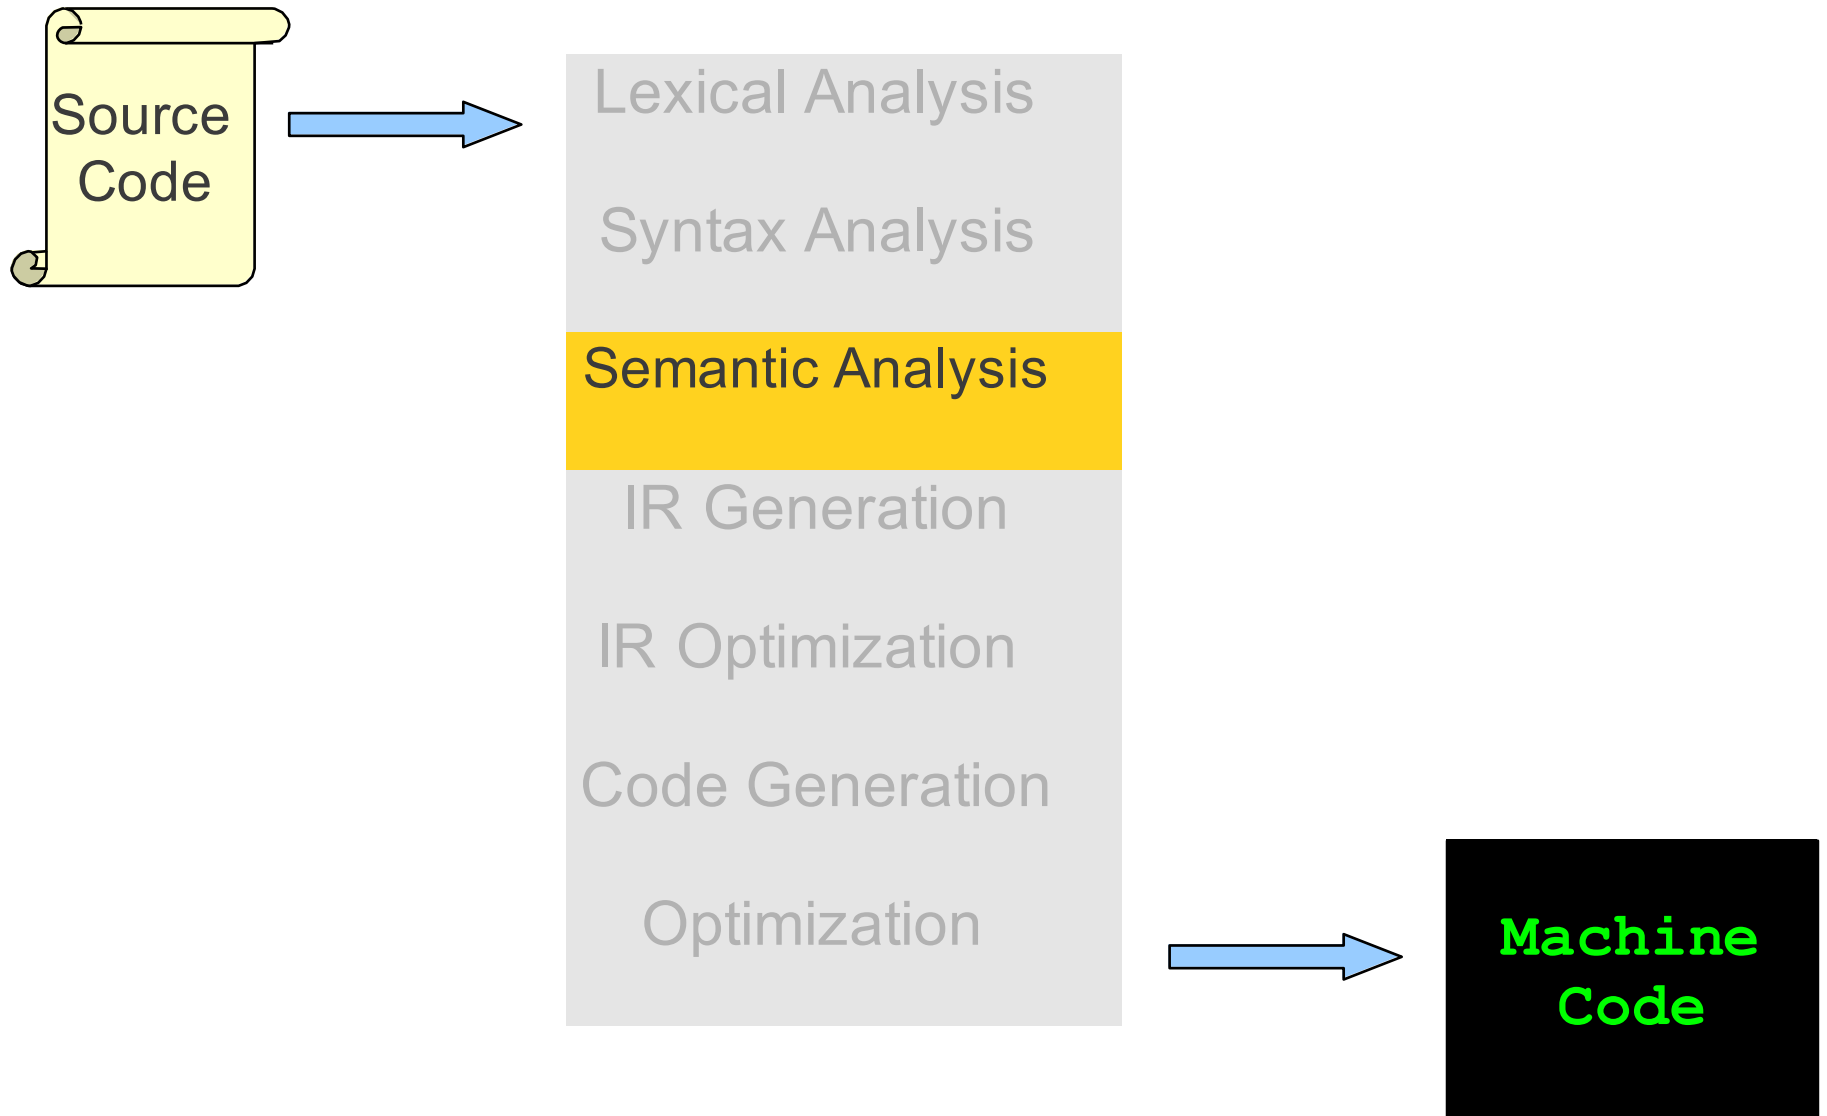 Source
Code
Lexical Analysis
Syntax Analysis
Semantic Analysis
IR Generation
IR Optimization
Code Generation
Optimization
Machine
Code